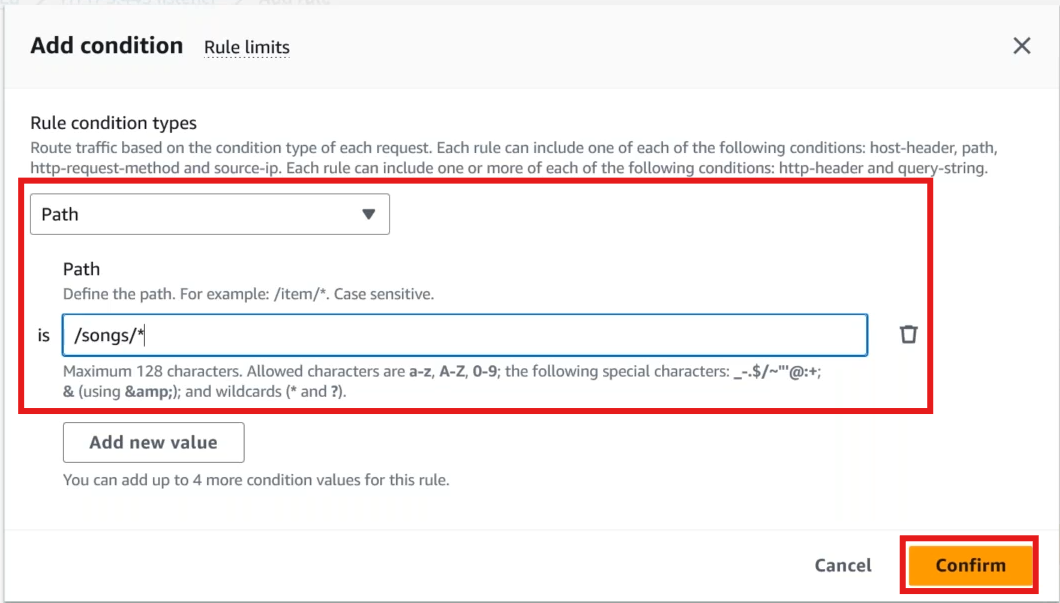 Add condition Rule limits
Rule condition types
Route traffic based on the condition type of each request. Each rule can include one of each of the following conditions: host-header, path,
http-request-method and source-ip. Each rule can include one or more of each of the following conditions: http-header and query-string.
Path
Path
Define the path. For example: /item/*. Case sensitive.
is /songs/*
Maximum 128 characters. Allowed characters are a-z, A-Z, 0-9; the following special characters: _-.$/~"'@:+;
& (using &amp;); and wildcards (* and ?).
Add new value
You can add up to 4 more condition values for this rule.
Cancel Confirm